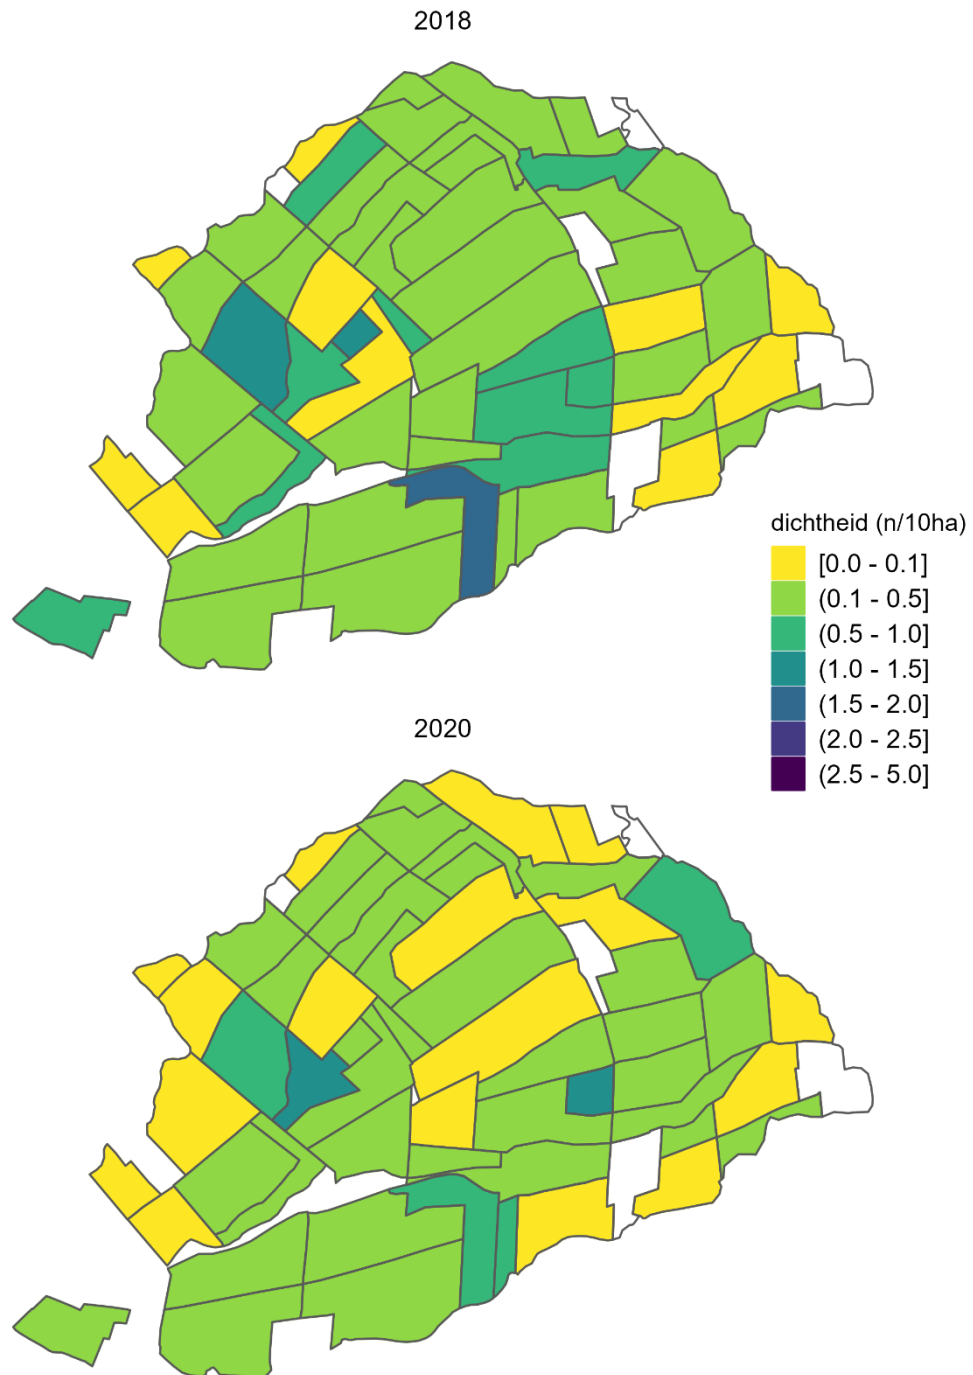 2018
dichtheid (n/10ha)
[0.0 - 0.1]
(0.1 - 0.5]
(0.5 - 1.0]
(1.0 - 1.5]
(1.5 - 2.0]
(2.0 - 2.5]
(2.5 - 5.0]
2020